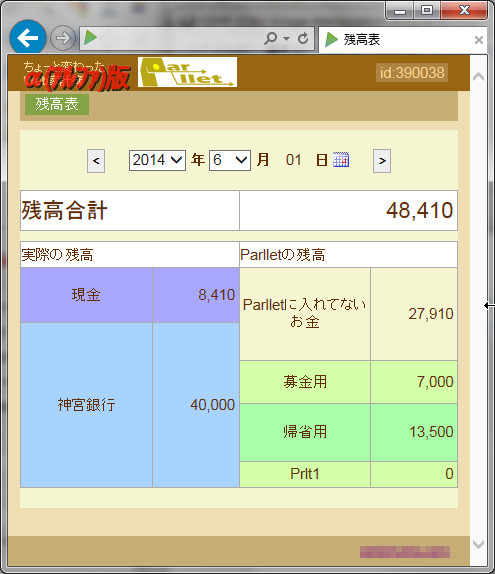 残高表
ちょっと変わった
α(アルファ)版
Parllet
id:390038
残高表
< 2014 年 6 月 01 日 >
残高合計 48,410
実際の残高 Parlletの残高
現金 8,410
Parlletに入れてない
お金 27,910
神宮銀行 40,000
募金用 7,000
帰省用 13,500
Prlt1 0